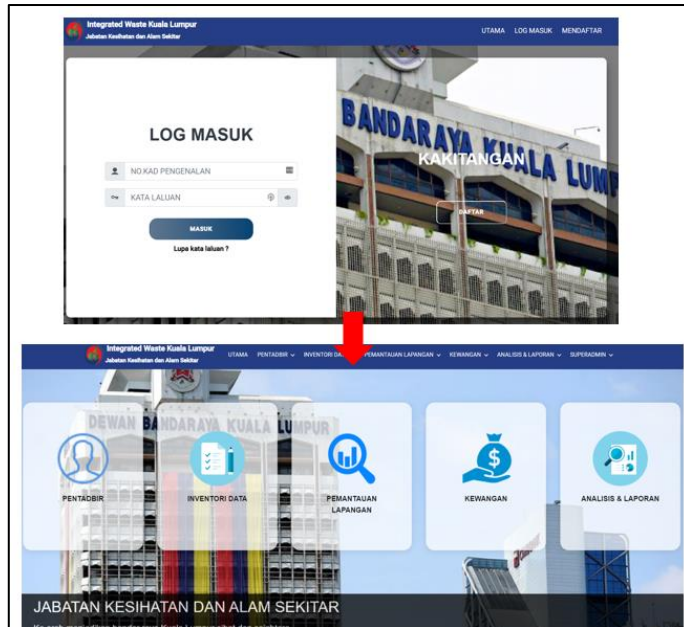 Integrated Waste Kuala Lumpur
Jabatan Kesihatan dan Alam Sekitar
UTAMA LOG MASUK MENDAFTAR
LOG MASUK
NO KAD PENGENALAN
KATA LALUAN
MASUK
Lupa kata laluan ?
BANDARAYA KUALA LUMP
KAKITANGAN
DAFTAR
Integrated Waste Kuala Lumpur
Jabatan Kesihatan dan Alam Sekitar
UTAMA PENTADBIR INVENTORI PEMANTAUAN LAPANGAN KEWANGAN ANALISIS & LAPORAN SUPERADMIN
DEWAN BANDARAYA KUALA LUMPUR
PENTADBIR
INVENTORI DATA
PEMANTAUAN
LAPANGAN
KEWANGAN
ANALISIS & LAPORAN
JABATAN KESIHATAN DAN ALAM SEKITAR